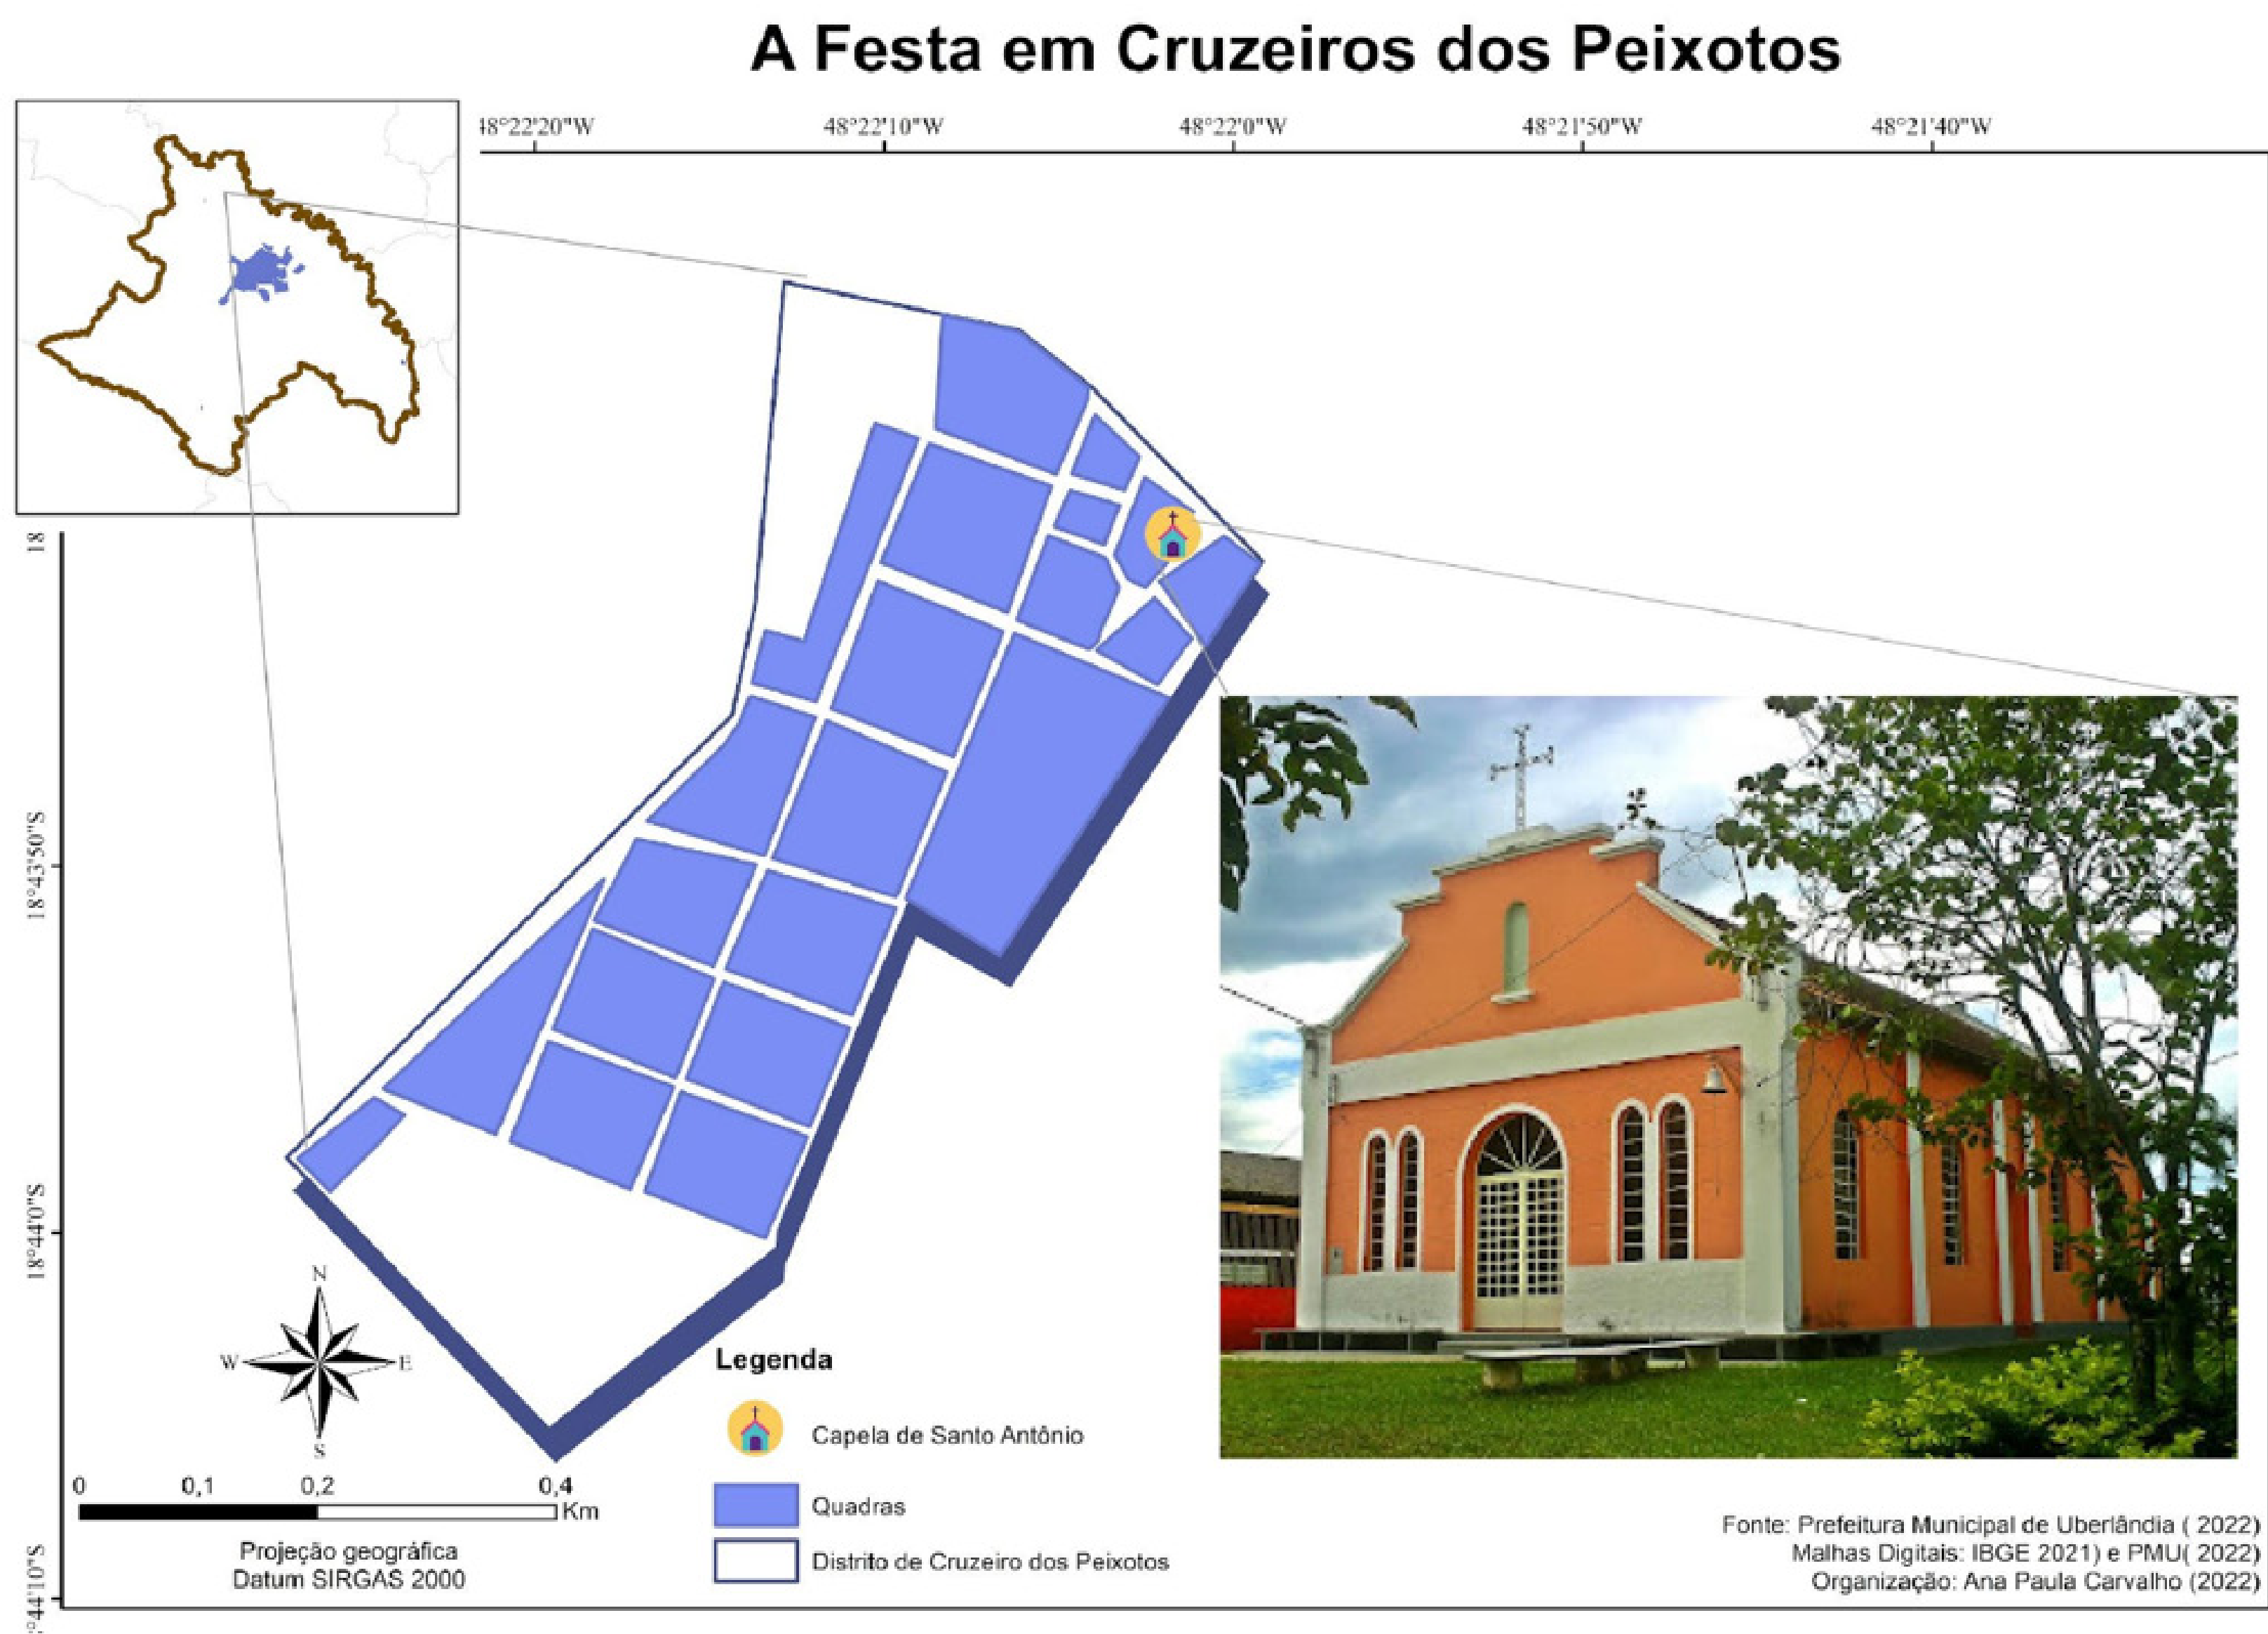 A Festa em Cruzeiros dos Peixotos
48°22'20"W
48°22'10"W
48°22'0"W
48°21'50"W
48°21'40"W
18
18°43'50"S
18°44'0"S
°44'10"S
N
W
E
S
0
0,1
0,2
0,4
Km
Projeção geográfica
Datum SIRGAS 2000
Legenda
Capela de Santo Antônio
Quadras
Distrito de Cruzeiro dos Peixotos
Fonte: Prefeitura Municipal de Uberlândia ( 2022)
Malhas Digitais: IBGE 2021) e PMU( 2022)
Organização: Ana Paula Carvalho (2022)